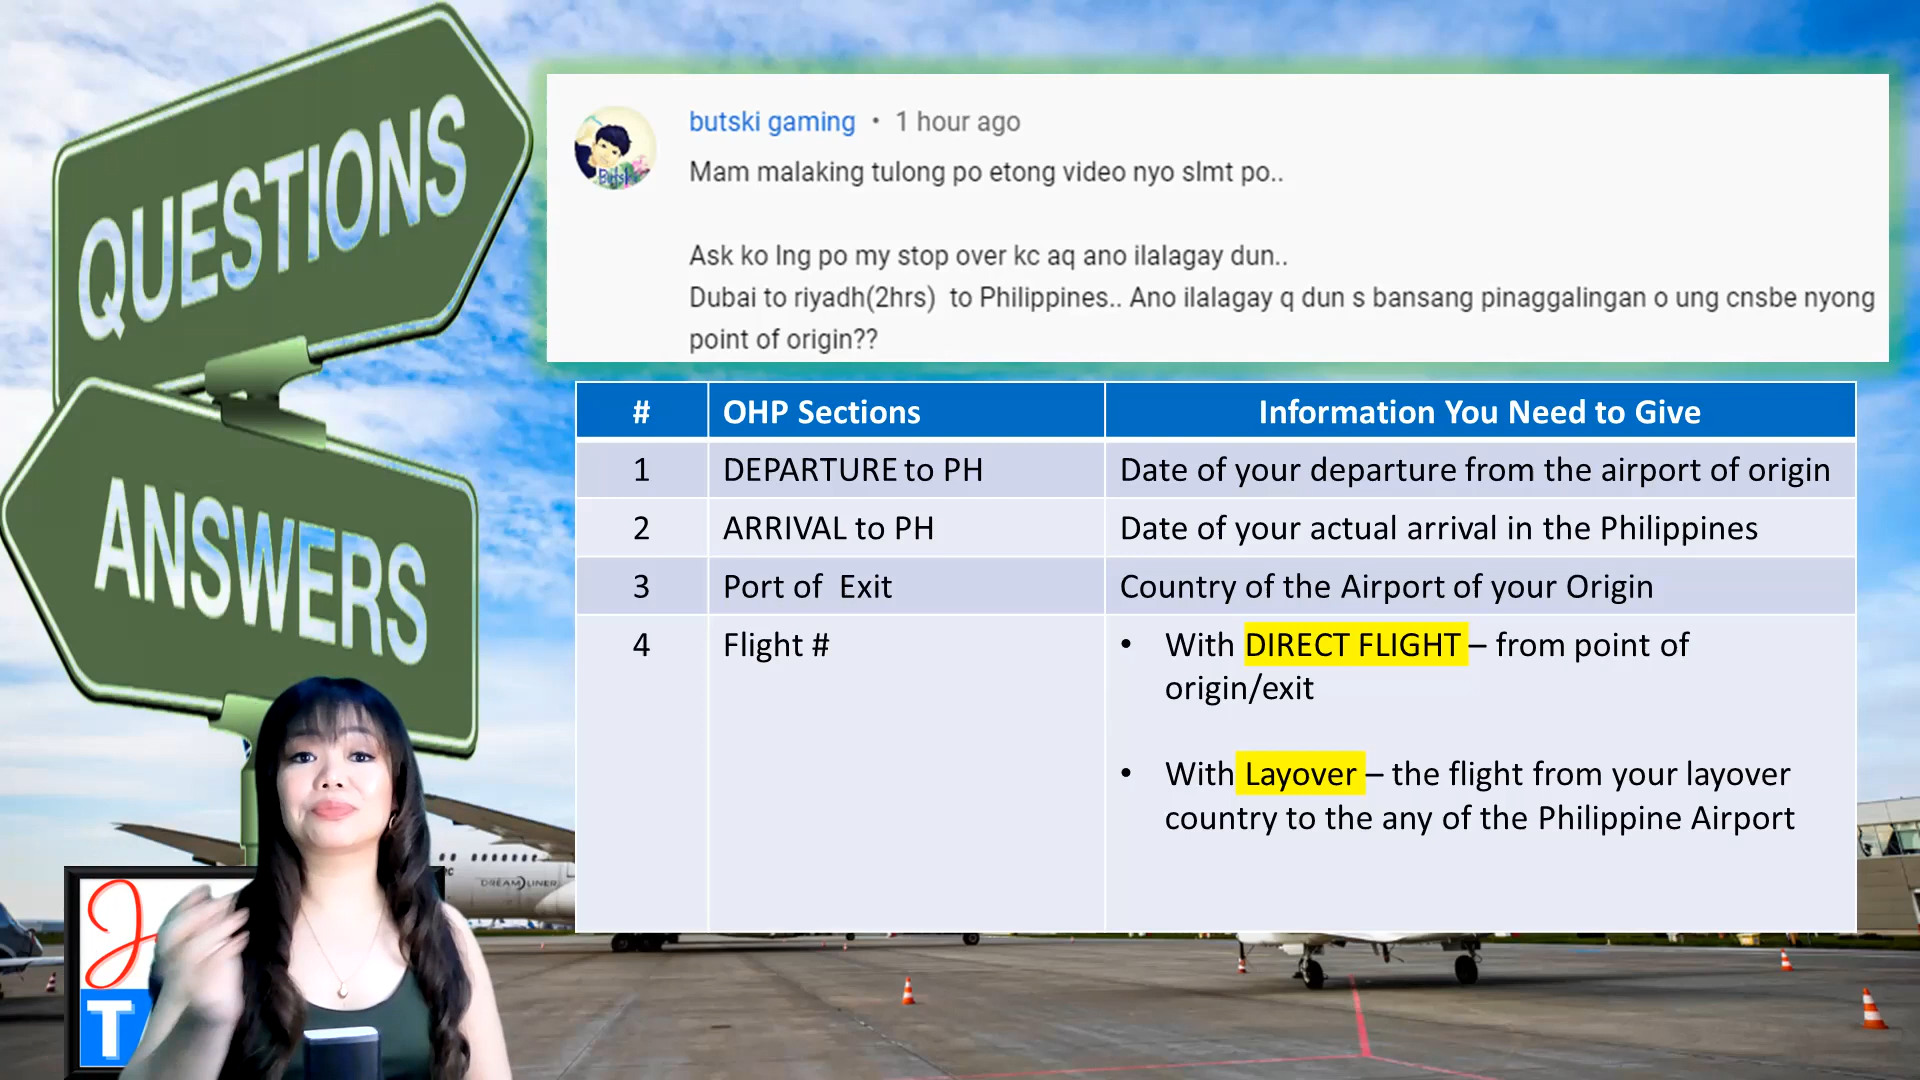 QUESTIONS
ANSWERS
butski gaming • 1 hour ago
Mam malaking tulong po etong video nyo slmt po..
Ask ko lng po my stop over kc aq ano ilalagay dun..
Dubai to riyadh(2hrs) to Philippines.. Ano ilalagay q dun s bansang pinaggalingan o ung cnsbe nyong
point of origin??
# OHP Sections Information You Need to Give
1 DEPARTURE to PH Date of your departure from the airport of origin
2 ARRIVAL to PH Date of your actual arrival in the Philippines
3 Port of Exit Country of the Airport of your Origin
4 Flight # • With DIRECT FLIGHT – from point of
origin/exit
• With Layover – the flight from your layover
country to the any of the Philippine Airport
DREAMLINER
J
T